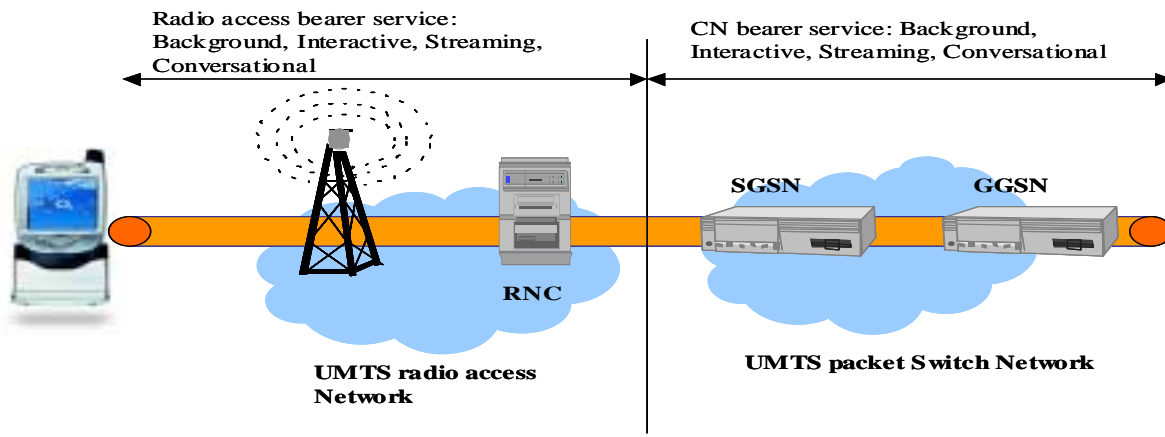 Radio access bearer service:
Background, Interactive, Streaming,
Conversational
CN bearer service: Background,
Interactive, Streaming, Conversational
SGSN
GGSN
RNC
UMTS radio access
Network
UMTS packet Switch Network